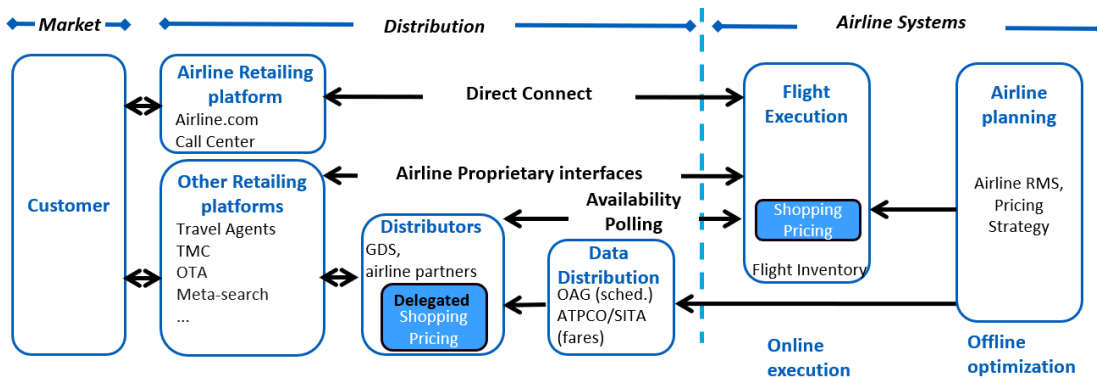 Market
Distribution
Airline Systems
Customer
Airline Retailing
platform
Airline.com
Call Center
Direct Connect
Other Retailing
platforms
Travel Agents
TMC
OTA
Meta-search
...
Airline Proprietary interfaces
Availability
Polling
Distributors
GDS,
airline partners
Delegated
Shopping
Pricing
Data
Distribution
OAG (sched.)
ATPCO/SITA
(fares)
Flight
Execution
Shopping
Pricing
Flight Inventory
Online
execution
Airline
planning
Airline RMS,
Pricing
Strategy
Offline
optimization